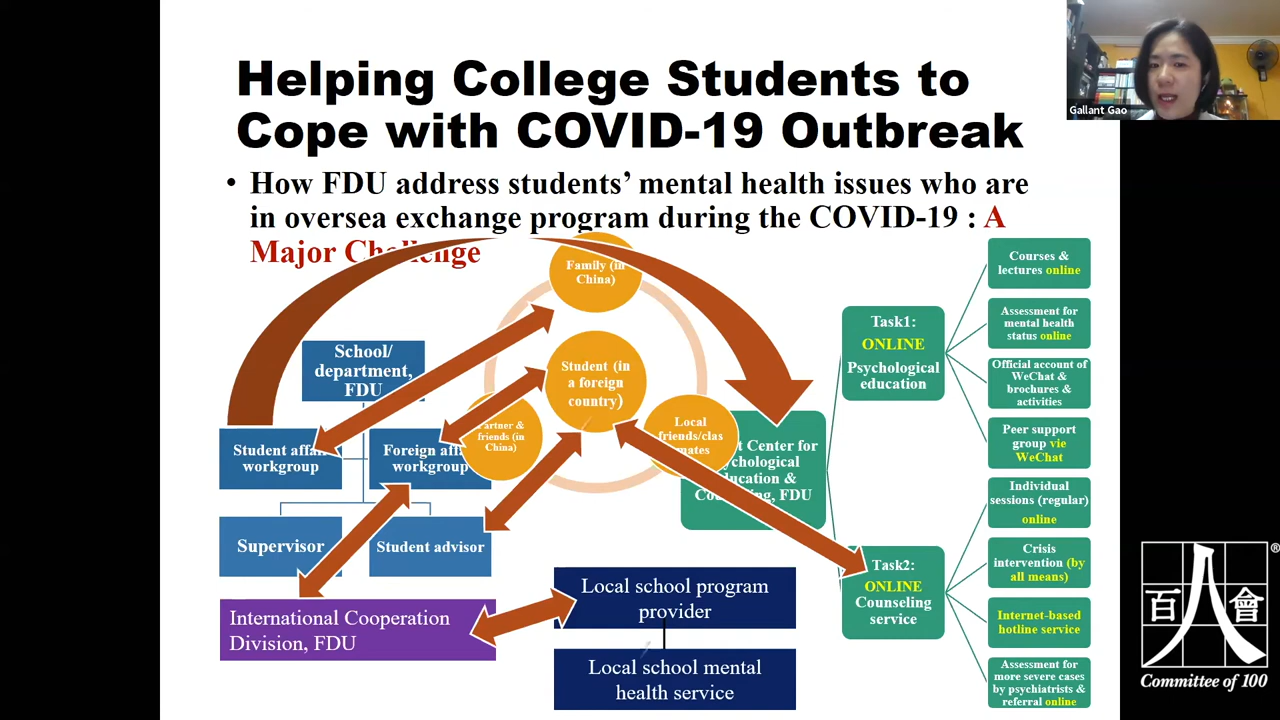 Helping College Students to
Cope with COVID-19 Outbreak
• How FDU address students’ mental health issues who are
in oversea exchange program during the COVID-19 : A
Major Challenge
Gallant Gao
Family (in
China)
Student (in
a foreign
country)
Partner &
friends (in
China)
Local
friends/clas
mates
School/
department,
FDU
Student affai
workgroup
Foreign affa
workgroup
Supervisor
Student advisor
International Cooperation
Division, FDU
Local school program
provider
Local school mental
health service
Center for
Psychological
Education &
FDU
Task1:
ONLINE
Psychological
education
Task2:
ONLINE
Counseling
service
Courses &
lectures online
Assessment for
mental health
status online
Official account of
WeChat &
brochures &
activities
Peer support
group vie
WeChat
Individual
sessions (regular)
online
Crisis
intervention (by
all means)
Internet-based
hotline service
Assessment for
more severe cases
by psychiatrists &
referral online
百人會
®
Committee of 100